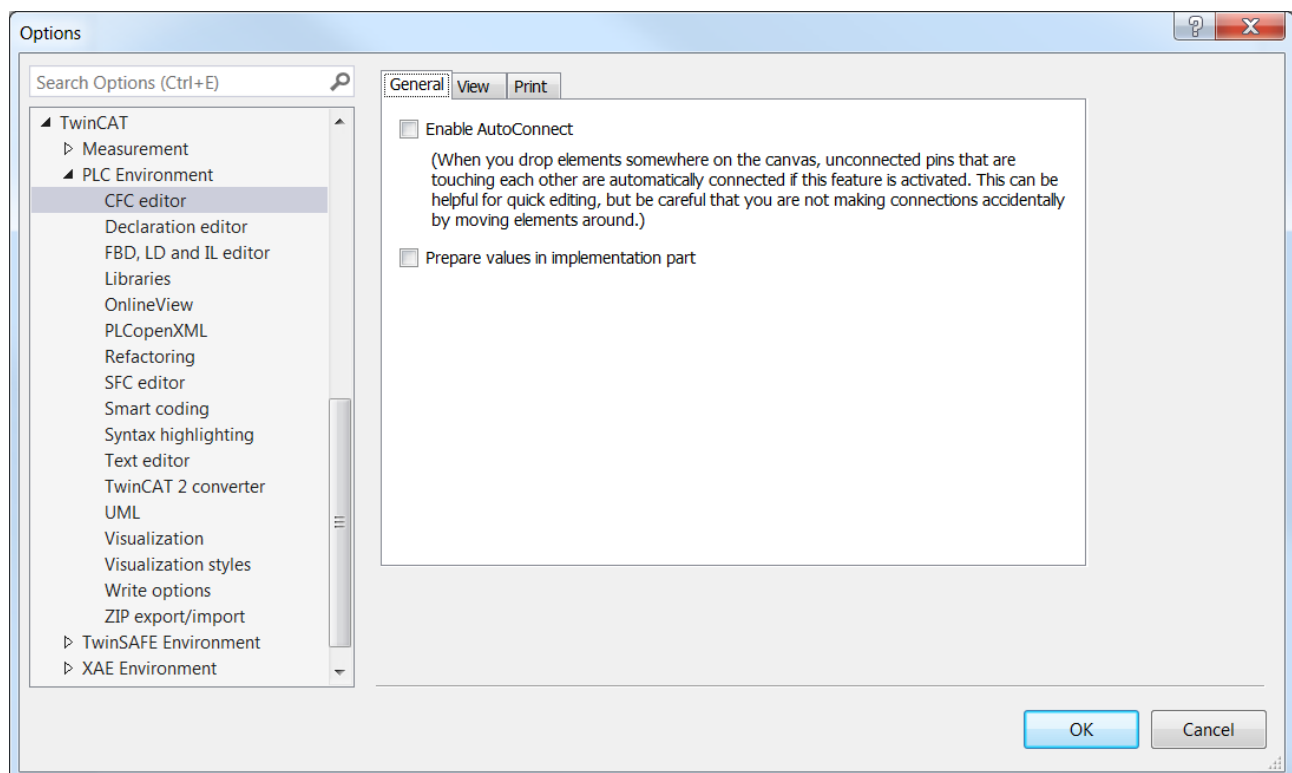 Options
Search Options (Ctrl+E)
TwinCAT
Measurement
PLC Environment
CFC editor
Declaration editor
FBD, LD and IL editor
Libraries
OnlineView
PLCopenXML
Refactoring
SFC editor
Smart coding
Syntax highlighting
Text editor
TwinCAT 2 converter
UML
Visualization
Visualization styles
Write options
ZIP export/import
TwinSAFE Environment
XAE Environment
General View Print
Enable AutoConnect
(When you drop elements somewhere on the canvas, unconnected pins that are
touching each other are automatically connected if this feature is activated. This can be
helpful for quick editing, but be careful that you are not making connections accidentally
by moving elements around.)
Prepare values in implementation part
OK Cancel